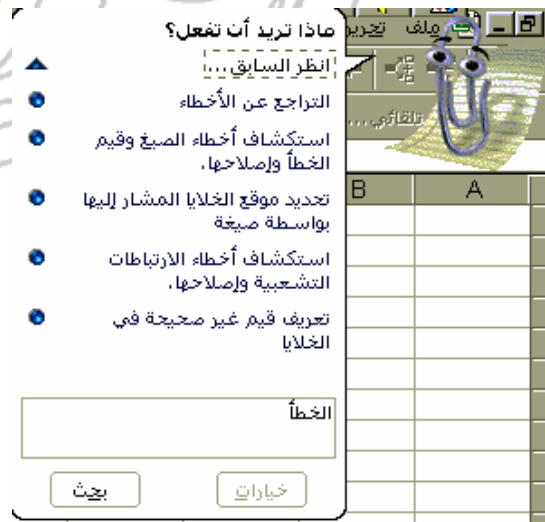 ماذا تريد أن تفعل؟
انظر السابق...
التراجع عن الأخطاء
استكشاف أخطاء الصيغ وقيم
الخطأ وإصلاحها.
تحديد موقع الخلايا المشار إليها
بواسطة صيغة
استكشاف أخطاء الارتباطات
التشعبية وإصلاحها.
تعريف قيم غير صحيحة في
الخلايا
الخطأ
خيارات
بحث
ملف
تلقائي...
A
B